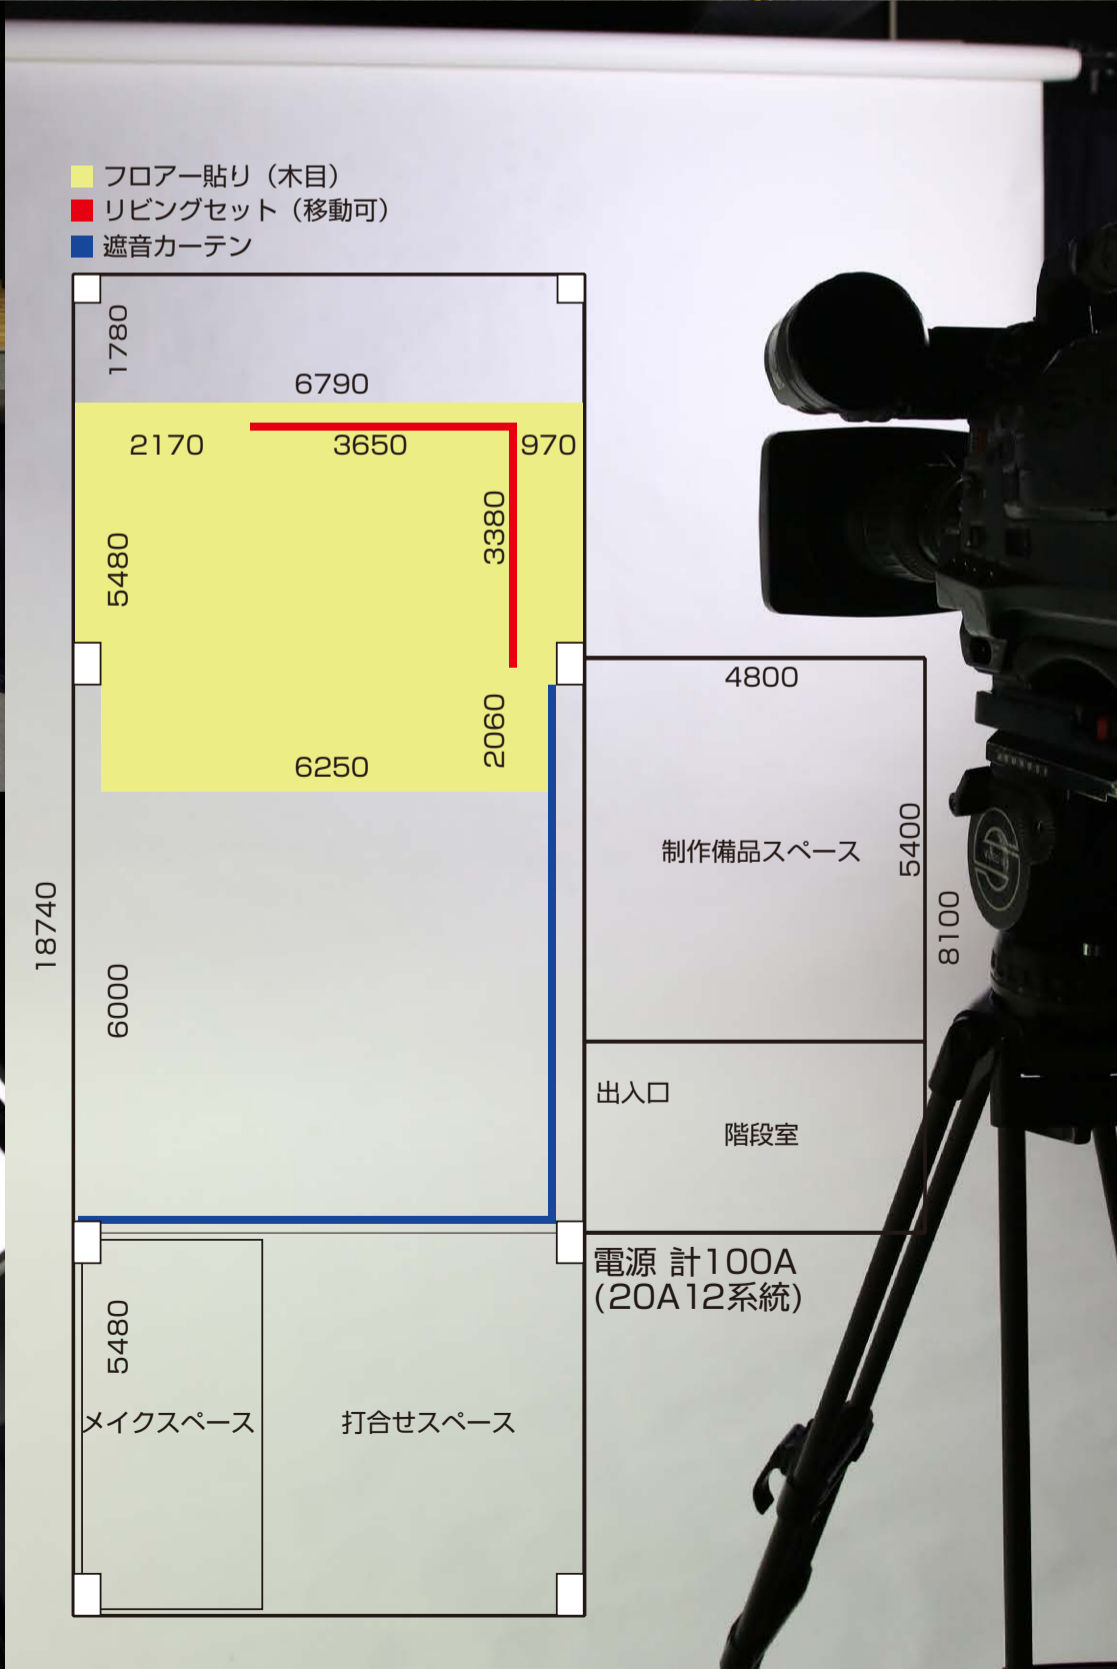 フロアー貼り（木目）
リビングセット（移動可）
遮音カーテン
1780
6790
2170
3650
970
3380
5480
4800
2060
6250
制作備品スペース
5400
18740
8100
6000
出入口
階段室
電源 計100A
(20A12系統)
5480
メイクスペース
打合せスペース